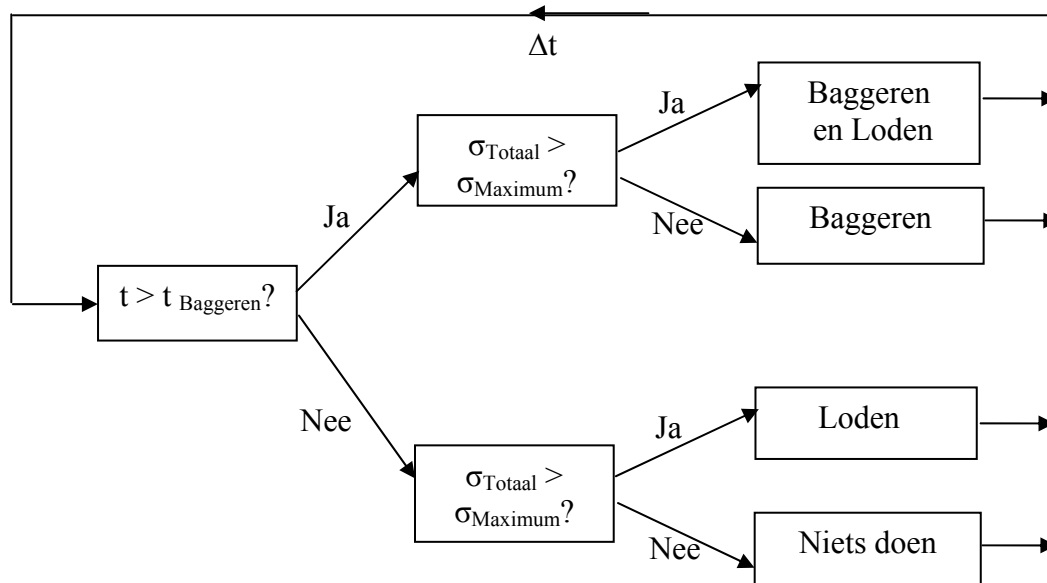 Δt
Ja
Baggeren
en Loden
σTotaal >
σMaximum?
Ja
Nee
Baggeren
t > t Baggeren?
Nee
Ja
Loden
σTotaal >
σMaximum?
Nee
Niets doen